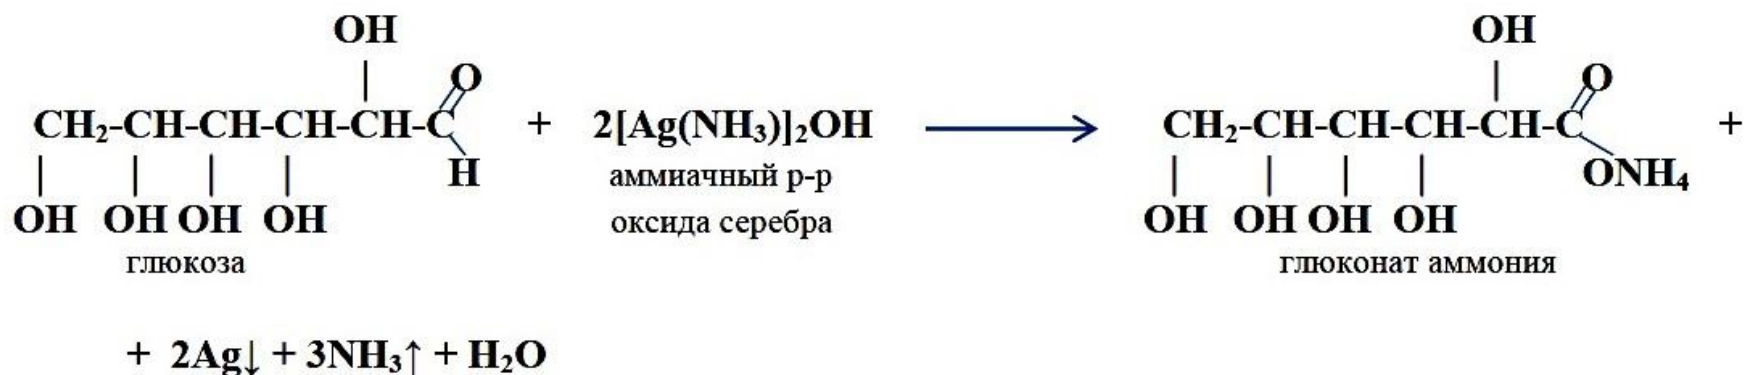 OH
O
CH₂-CH-CH-CH-CH-C + 2[Ag(NH₃)]₂OH → CH₂-CH-CH-CH-CH-C +
H
OH OH OH OH
глюкоза
аммиачный р-р
оксида серебра
OH
O
ONH₄
OH OH OH OH
глюконат аммония
+ 2Ag↓ + 3NH₃↑ + H₂O